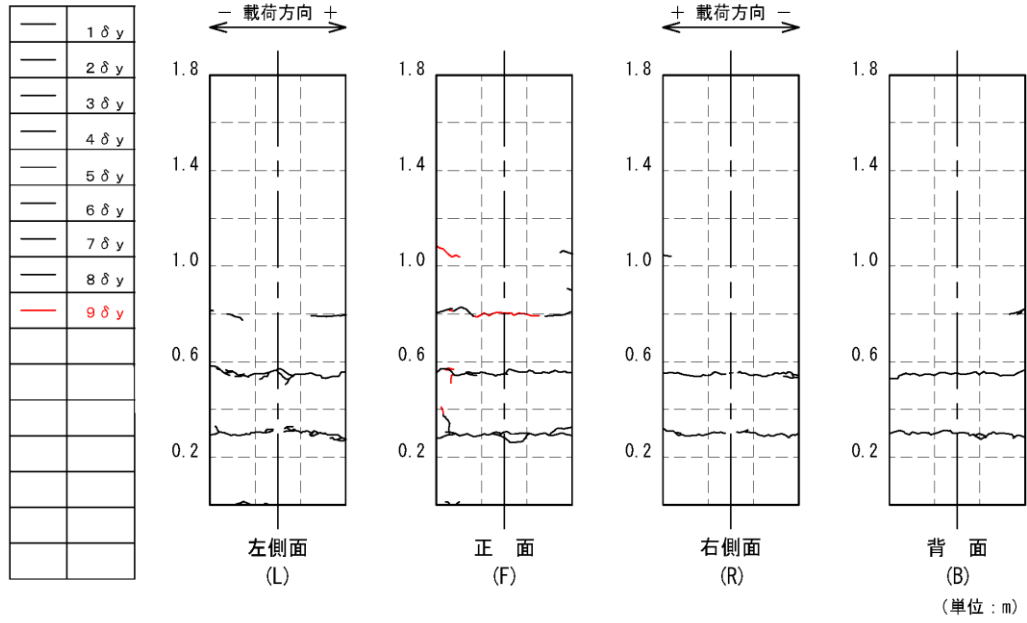 1δy
2δy
3δy
4δy
5δy
6δy
7δy
8δy
9δy
− 載荷方向 +
1.8
1.4
1.0
0.6
0.2
左側面
(L)
1.8
1.4
1.0
0.6
0.2
正 面
(F)
+ 載荷方向 −
1.8
1.4
1.0
0.6
0.2
右側面
(R)
1.8
1.4
1.0
0.6
0.2
背 面
(B)
(単位:m)